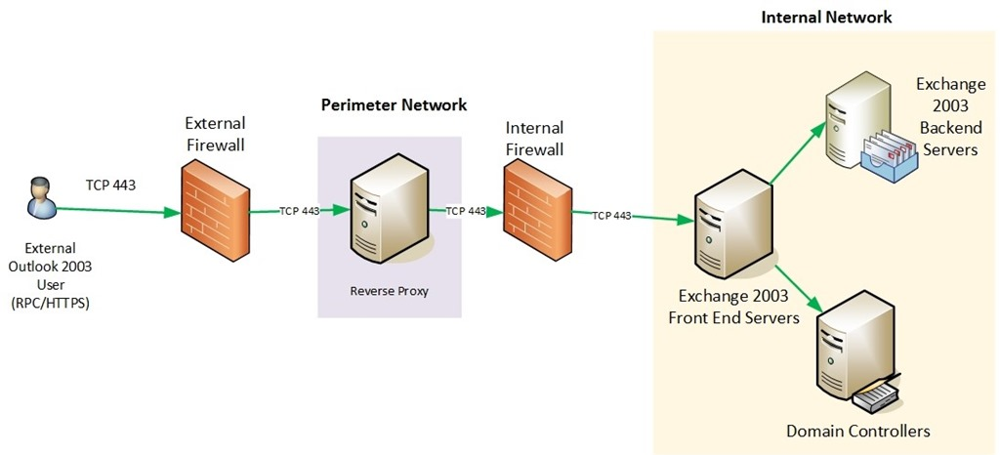 Internal Network
Exchange
2003
Backend
Servers
Perimeter Network
External
Firewall
Internal
Firewall
TCP 443
TCP 443
TCP 443
TCP 443
External
Outlook 2003
User
(RPC/HTTPS)
Reverse Proxy
Exchange 2003
Front End Servers
Domain Controllers